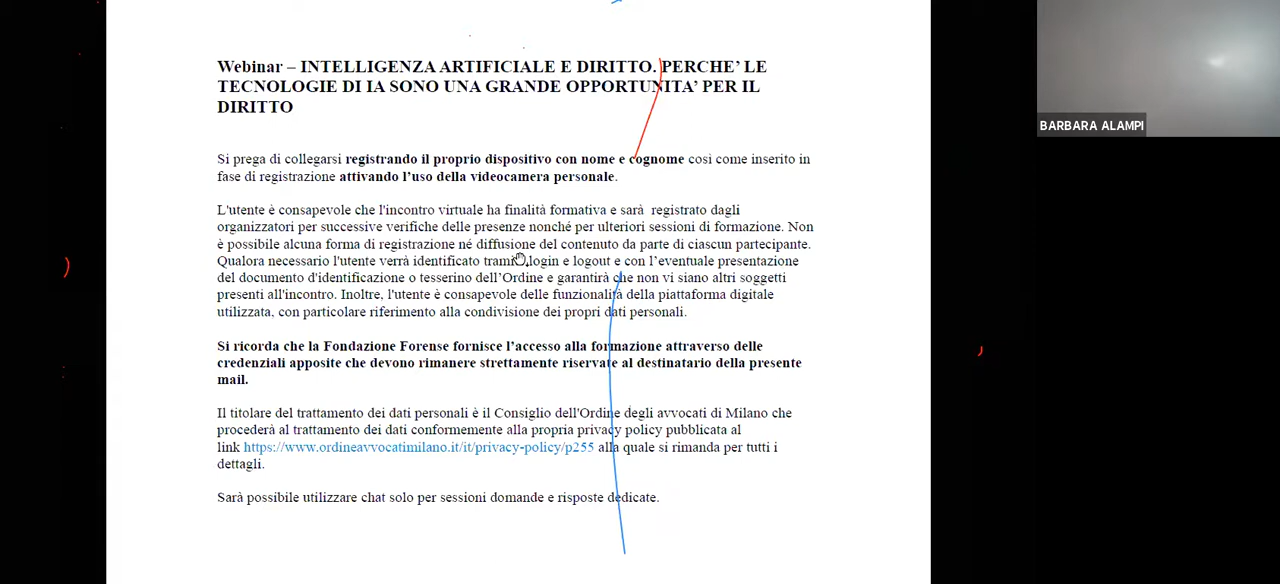 Webinar – INTELLIGENZA ARTIFICIALE E DIRITTO. PERCHE’ LE
TECNOLOGIE DI IA SONO UNA GRANDE OPPORTUNITA’ PER IL
DIRITTO
Si prega di collegarsi registrando il proprio dispositivo con nome e cognome così come inserito in
fase di registrazione attivando l’uso della videocamera personale.
L'utente è consapevole che l'incontro virtuale ha finalità formativa e sarà registrato dagli
organizzatori per successive verifiche delle presenze nonché per ulteriori sessioni di formazione. Non
è possibile alcuna forma di registrazione né diffusione del contenuto da parte di ciascun partecipante.
Qualora necessario l'utente verrà identificato tramite login e logout e con l’eventuale presentazione
del documento d'identificazione o tesserino dell’Ordine e garantirà che non vi siano altri soggetti
presenti all'incontro. Inoltre, l'utente è consapevole delle funzionalità della piattaforma digitale
utilizzata, con particolare riferimento alla condivisione dei propri dati personali.
Si ricorda che la Fondazione Forense fornisce l’accesso alla formazione attraverso delle
credenziali apposite che devono rimanere strettamente riservate al destinatario della presente
mail.
Il titolare del trattamento dei dati personali è il Consiglio dell'Ordine degli avvocati di Milano che
procederà al trattamento dei dati conformemente alla propria privacy policy pubblicata al
link https://www.ordineavvocatimilano.it/it/privacy-policy/p255 alla quale si rimanda per tutti i
dettagli.
Sarà possibile utilizzare chat solo per sessioni domande e risposte dedicate.
BARBARA ALAMPI